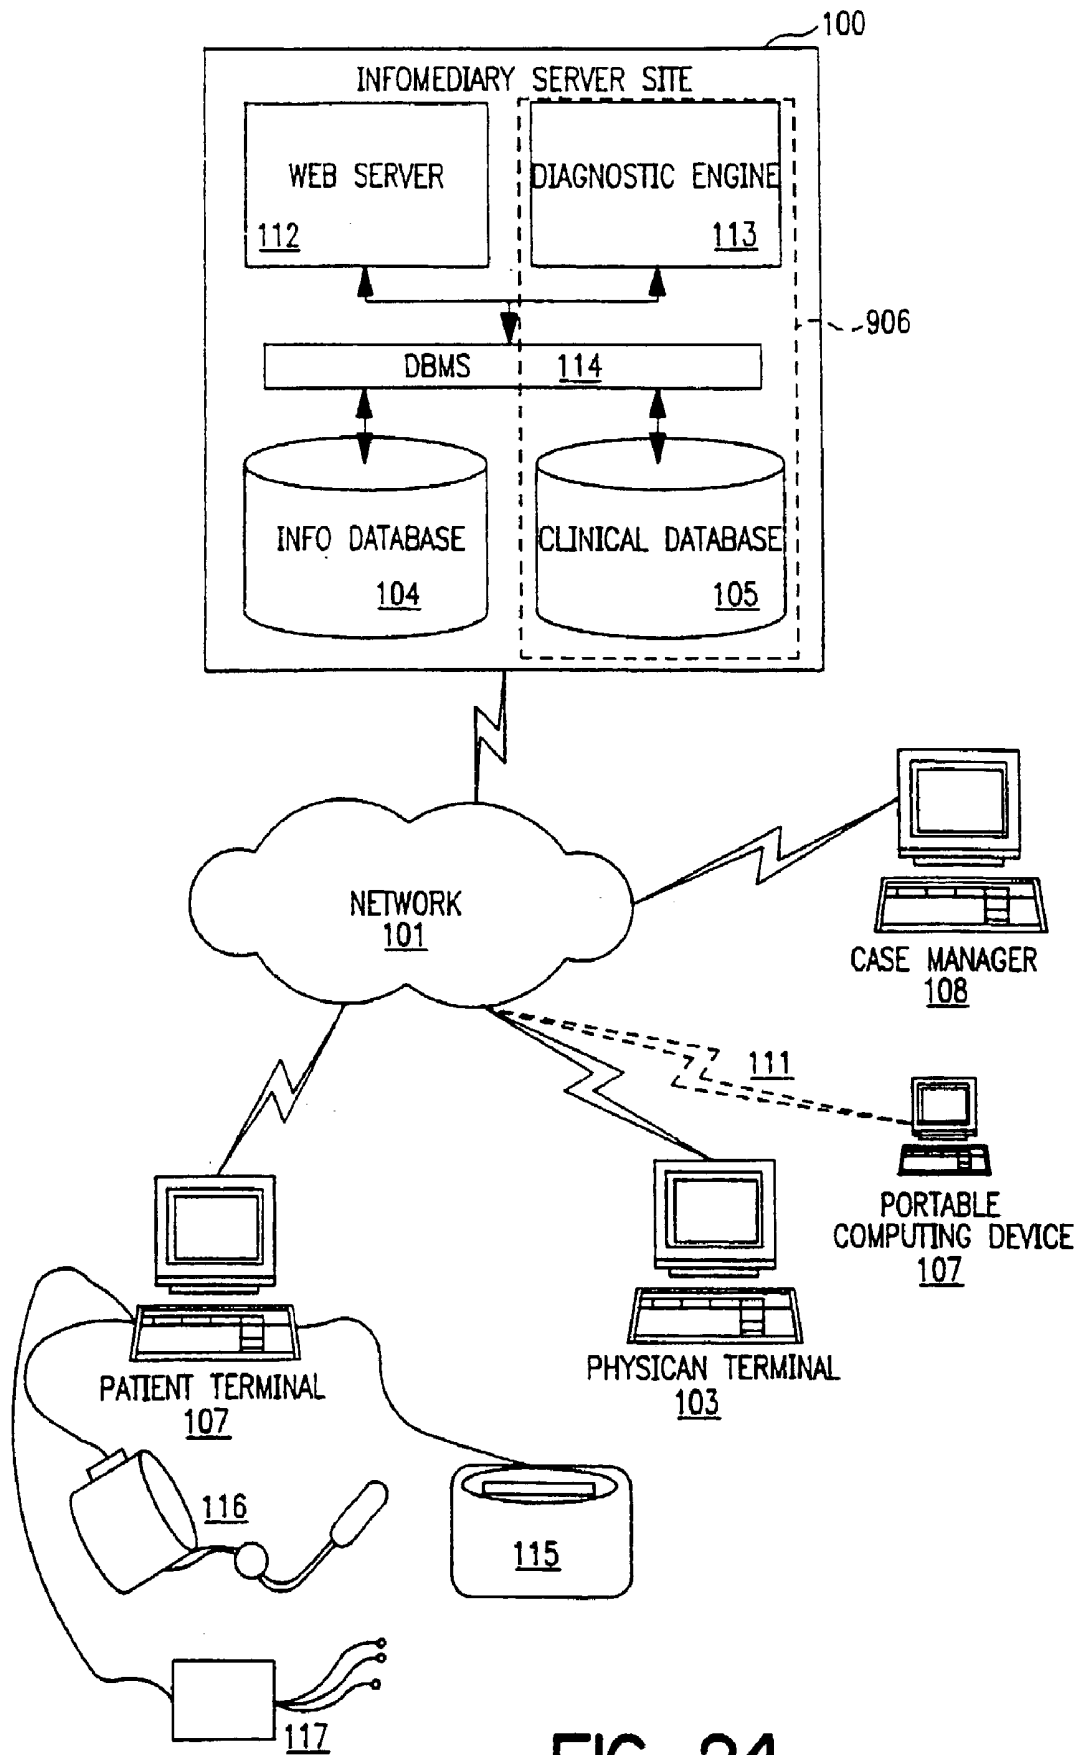 100
INFOMEDIARY SERVER SITE
WEB SERVER
112
DIAGNOSTIC ENGINE
113
906
DBMS 114
INFO DATABASE
104
CLINICAL DATABASE
105
NETWORK
101
CASE MANAGER
108
111
PORTABLE
COMPUTING DEVICE
107
PHYSICAN TERMINAL
103
PATIENT TERMINAL
107
116
115
117
FIG. 24